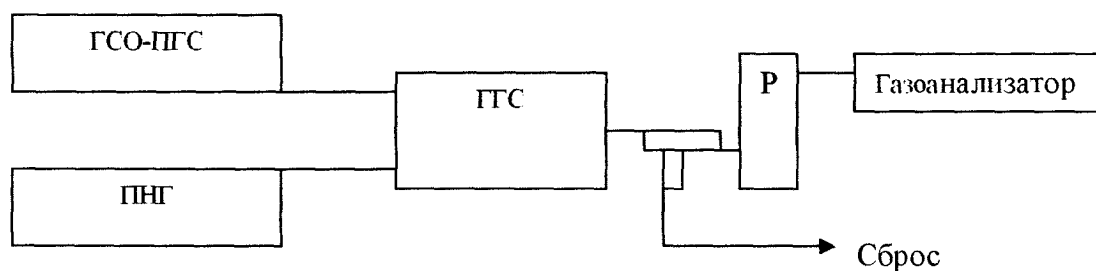 ГСО-ПГС
ГГС
Р
Газоанализатор
ПНГ
Сброс